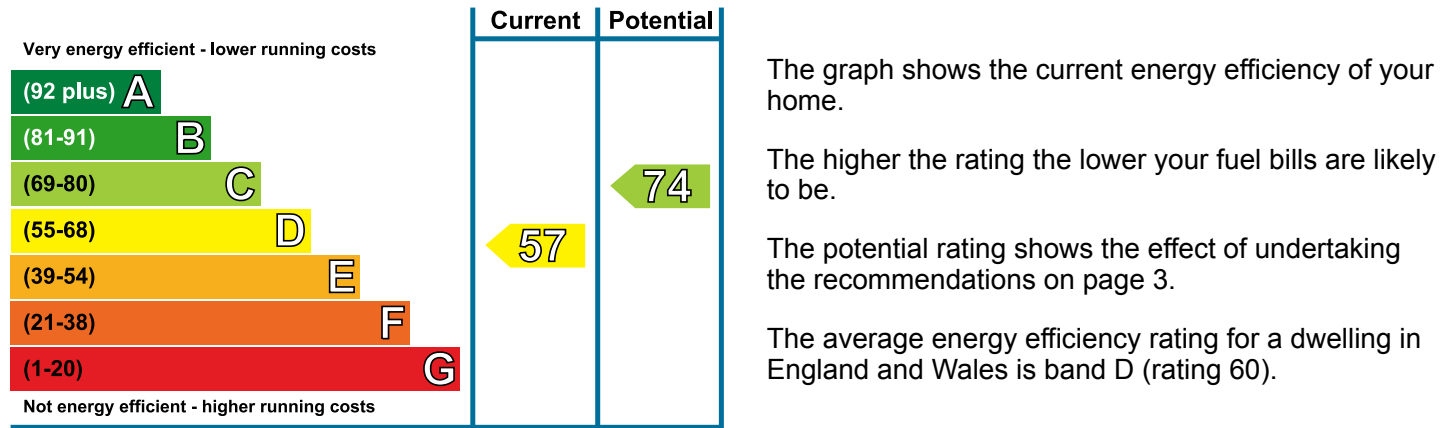 Current Potential
Very energy efficient - lower running costs
(92 plus) A
(81-91) B
(69-80) C
74
(55-68) D
57
(39-54) E
(21-38) F
(1-20) G
Not energy efficient - higher running costs
The graph shows the current energy efficiency of your
home.
The higher the rating the lower your fuel bills are likely
to be.
The potential rating shows the effect of undertaking
the recommendations on page 3.
The average energy efficiency rating for a dwelling in
England and Wales is band D (rating 60).